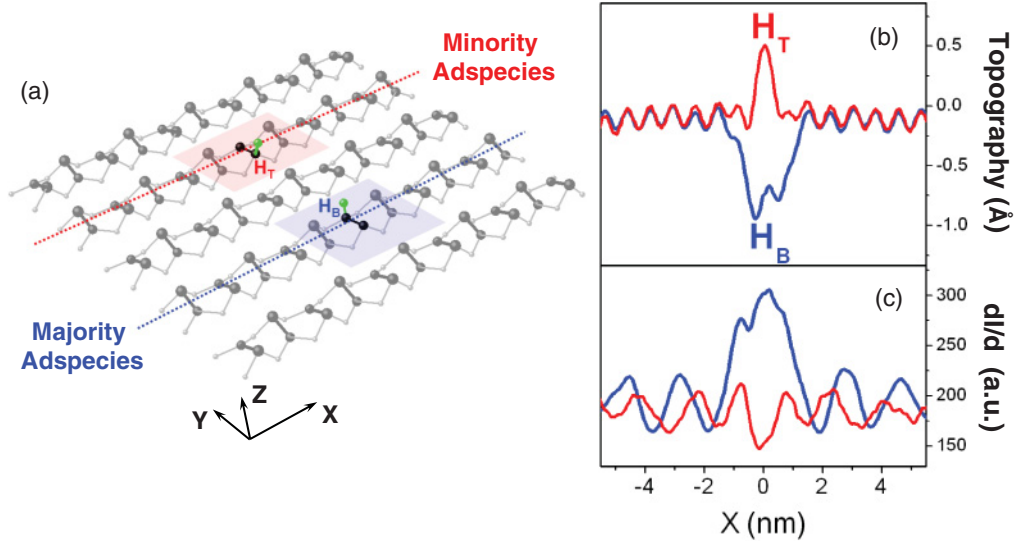 (a)
Minority
Adspecies
H_T
H_B
Majority
Adspecies
Z
Y
X
(b)
H_T
H_B
0.5
0.0
-0.5
-1.0
Topography (Å)
(c)
300
250
200
150
dI/d (a.u.)
-4 -2 0 2 4
X (nm)